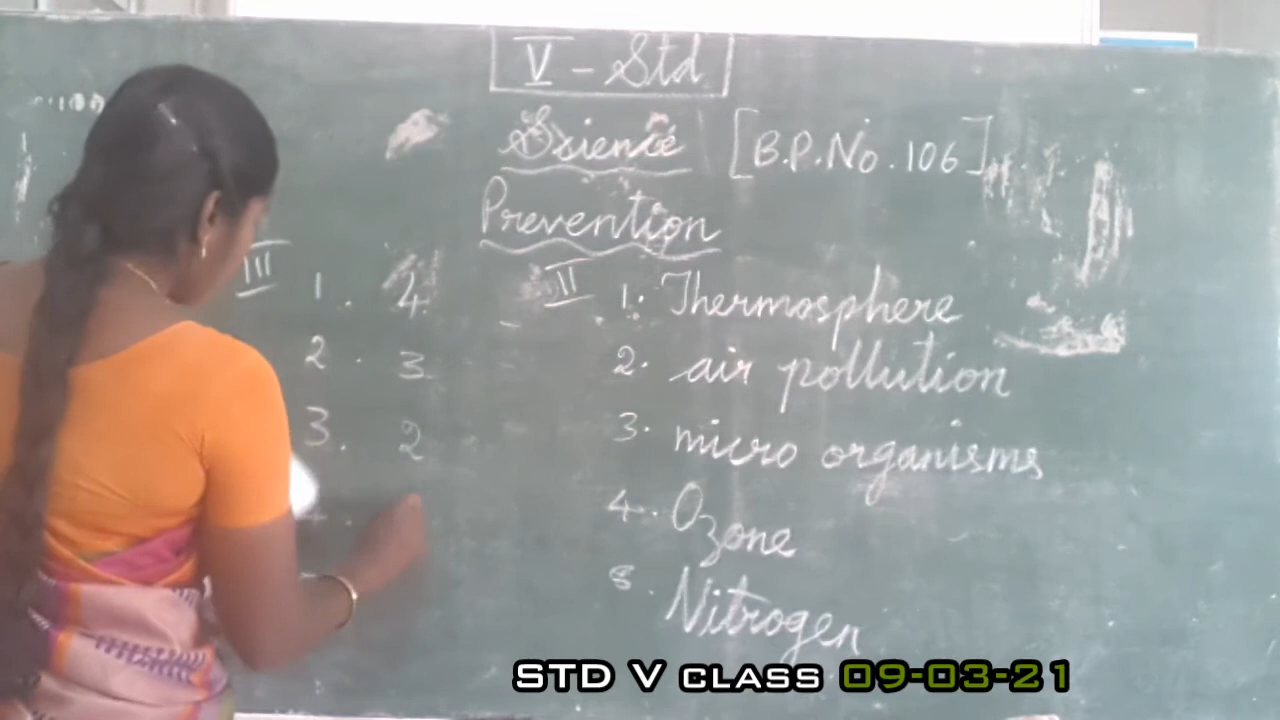 V - Std
Science [B.P.No. 106]
Prevention
III
1. 4.
2. 3.
3. 2
4.
II 1. Thermosphere
2. air pollution
3. micro organisms
4. Ozone
5. Nitrogen
STD V CLASS 09-03-21